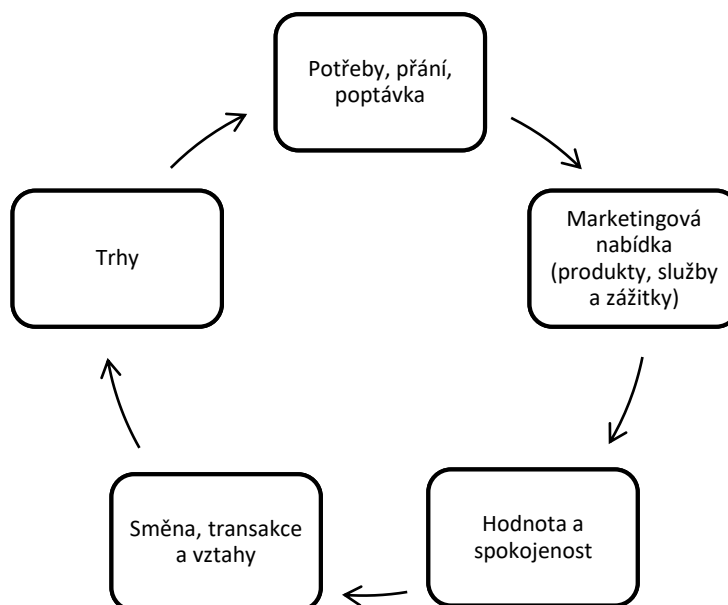 Potřeby, přání,
poptávka
Marketingová
nabídka
(produkty, služby
a zážitky)
Hodnota a
spokojenost
Směna, transakce
a vztahy
Trhy